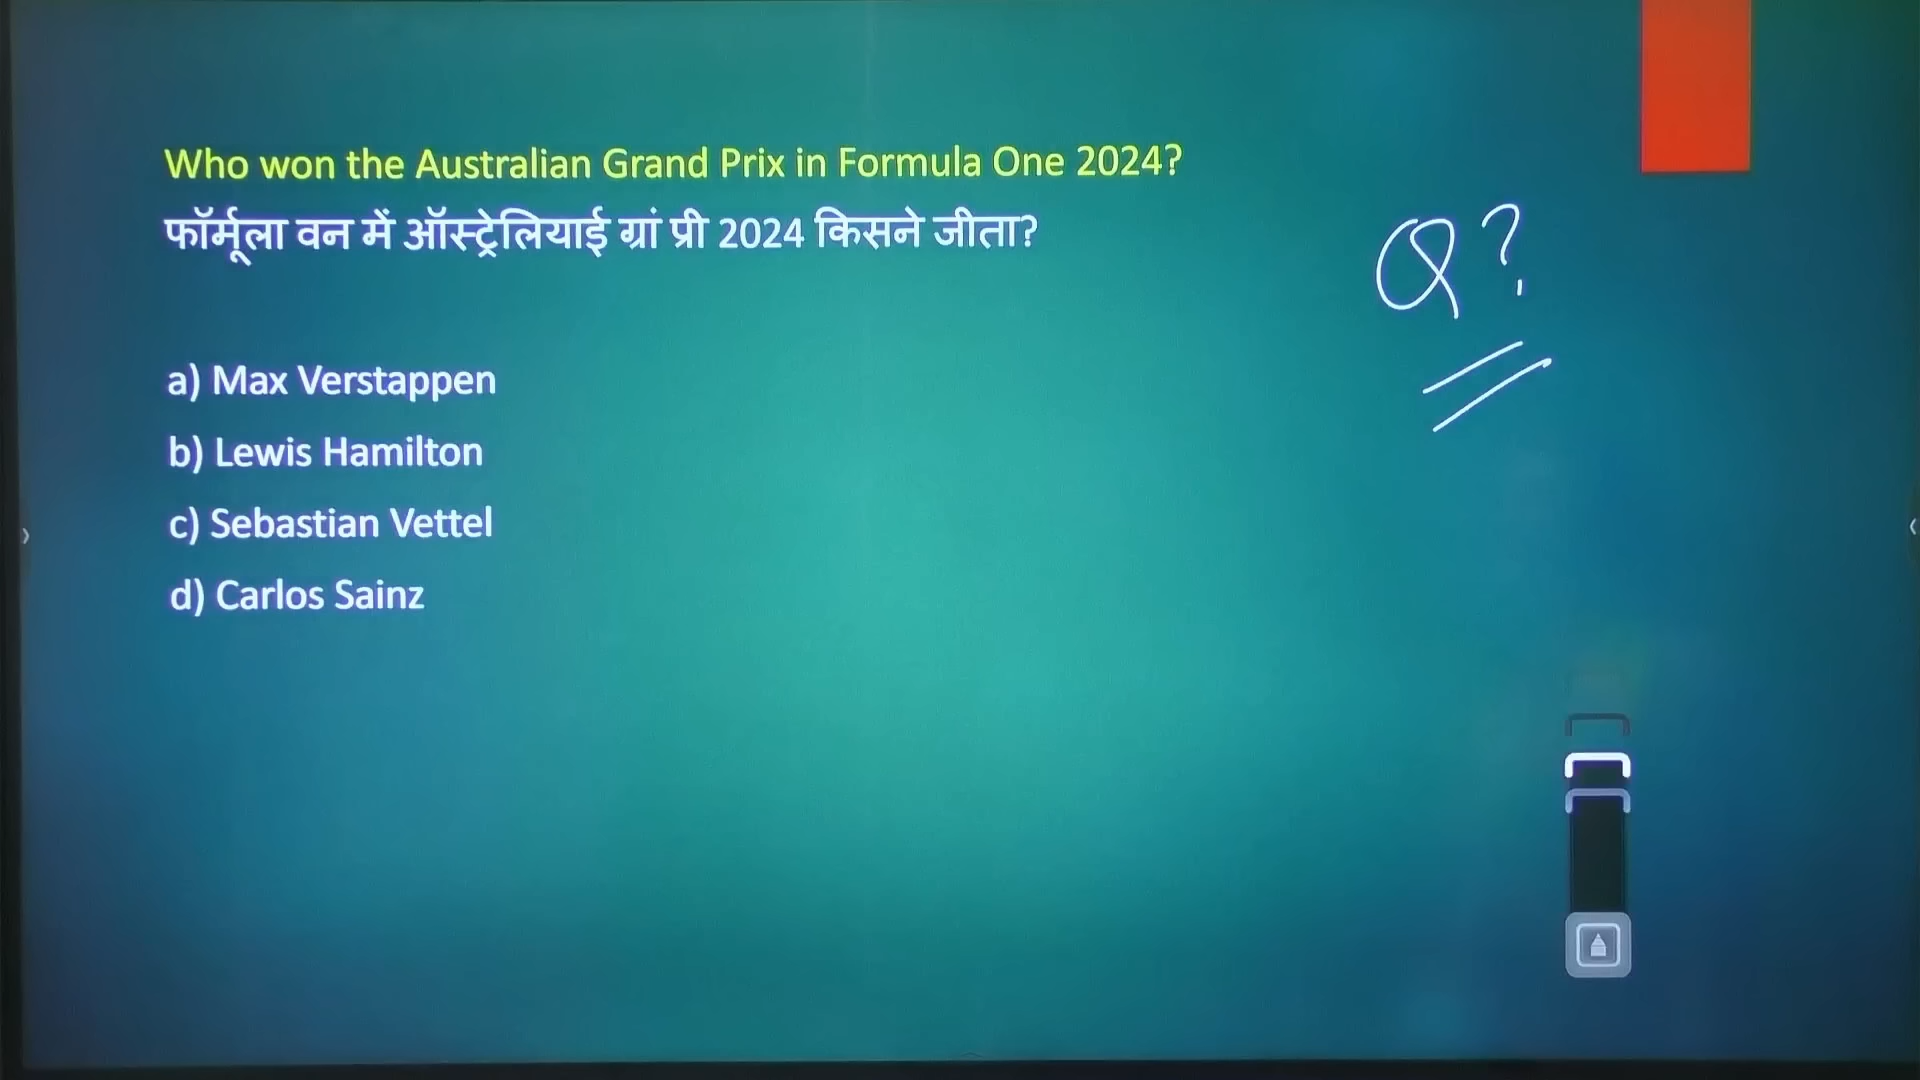 Who won the Australian Grand Prix in Formula One 2024?
फॉर्मूला वन में ऑस्ट्रेलियाई ग्रां प्री 2024 किसने जीता?
Q?
a) Max Verstappen
b) Lewis Hamilton
c) Sebastian Vettel
d) Carlos Sainz